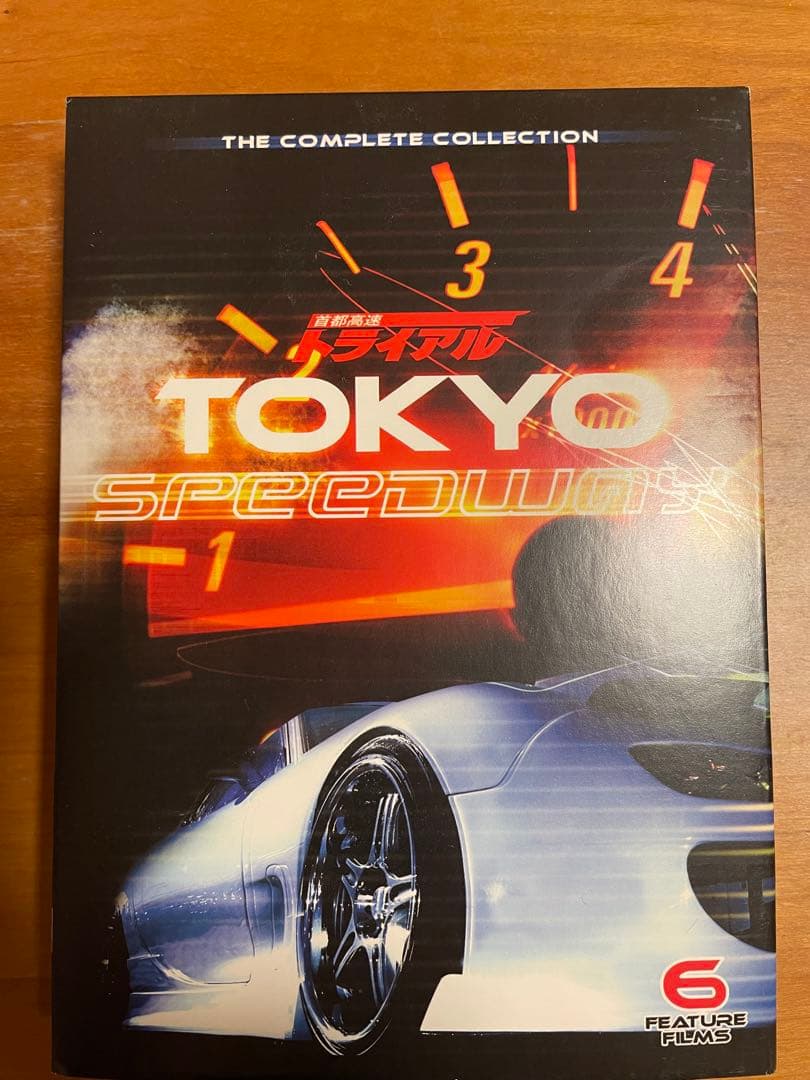 THE COMPLETE COLLECTION
3
4
首都高速
トライアル
2
TOKYO
SPEEDWAY
1
6
FEATURE
FILMS